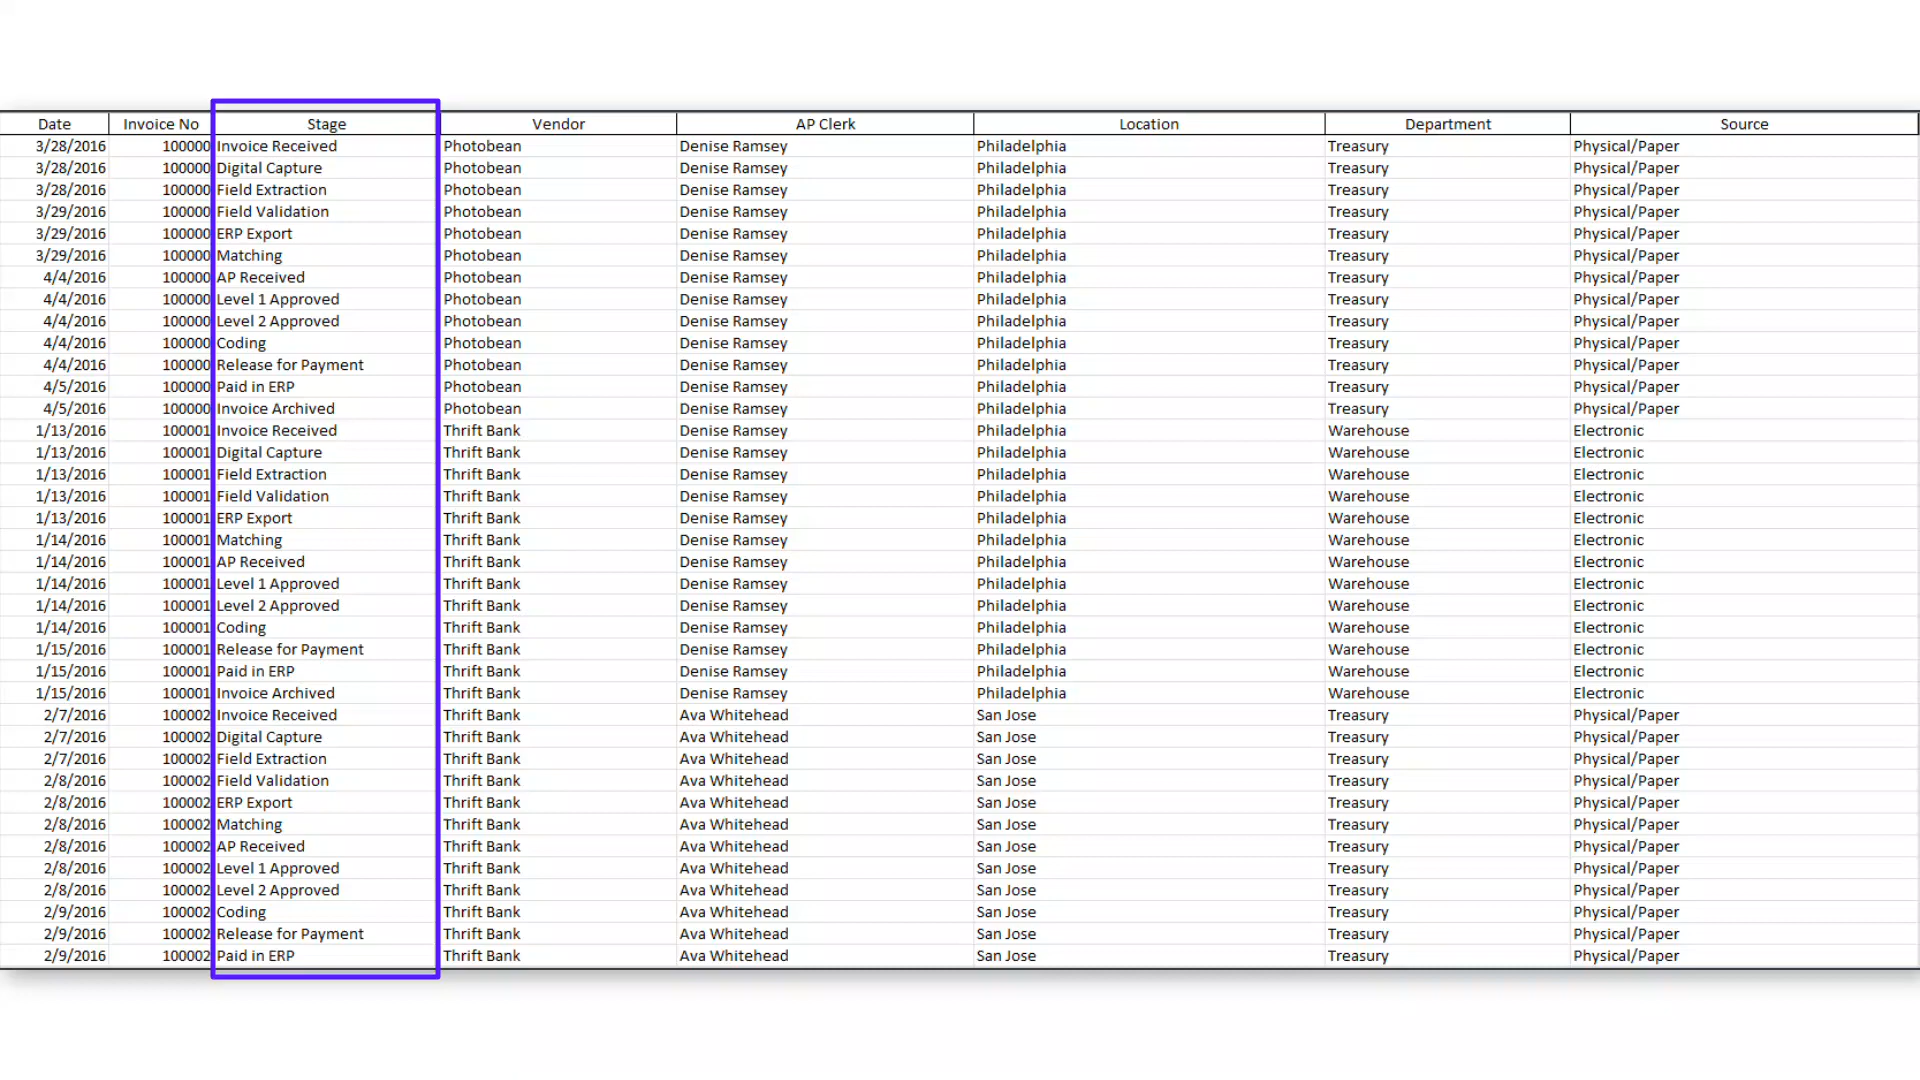 Date Invoice No Stage Vendor AP Clerk Location Department Source
3/28/2016 100000 Invoice Received Photobean Denise Ramsey Philadelphia Treasury Physical/Paper
3/28/2016 100000 Digital Capture Photobean Denise Ramsey Philadelphia Treasury Physical/Paper
3/28/2016 100000 Field Extraction Photobean Denise Ramsey Philadelphia Treasury Physical/Paper
3/29/2016 100000 Field Validation Photobean Denise Ramsey Philadelphia Treasury Physical/Paper
3/29/2016 100000 ERP Export Photobean Denise Ramsey Philadelphia Treasury Physical/Paper
3/29/2016 100000 Matching Photobean Denise Ramsey Philadelphia Treasury Physical/Paper
4/4/2016 100000 AP Received Photobean Denise Ramsey Philadelphia Treasury Physical/Paper
4/4/2016 100000 Level 1 Approved Photobean Denise Ramsey Philadelphia Treasury Physical/Paper
4/4/2016 100000 Level 2 Approved Photobean Denise Ramsey Philadelphia Treasury Physical/Paper
4/4/2016 100000 Coding Photobean Denise Ramsey Philadelphia Treasury Physical/Paper
4/4/2016 100000 Release for Payment Photobean Denise Ramsey Philadelphia Treasury Physical/Paper
4/5/2016 100000 Paid in ERP Photobean Denise Ramsey Philadelphia Treasury Physical/Paper
4/5/2016 100000 Invoice Archived Photobean Denise Ramsey Philadelphia Treasury Physical/Paper
1/13/2016 100001 Invoice Received Thrift Bank Denise Ramsey Philadelphia Warehouse Electronic
1/13/2016 100001 Digital Capture Thrift Bank Denise Ramsey Philadelphia Warehouse Electronic
1/13/2016 100001 Field Extraction Thrift Bank Denise Ramsey Philadelphia Warehouse Electronic
1/13/2016 100001 Field Validation Thrift Bank Denise Ramsey Philadelphia Warehouse Electronic
1/13/2016 100001 ERP Export Thrift Bank Denise Ramsey Philadelphia Warehouse Electronic
1/14/2016 100001 Matching Thrift Bank Denise Ramsey Philadelphia Warehouse Electronic
1/14/2016 100001 AP Received Thrift Bank Denise Ramsey Philadelphia Warehouse Electronic
1/14/2016 100001 Level 1 Approved Thrift Bank Denise Ramsey Philadelphia Warehouse Electronic
1/14/2016 100001 Level 2 Approved Thrift Bank Denise Ramsey Philadelphia Warehouse Electronic
1/14/2016 100001 Coding Thrift Bank Denise Ramsey Philadelphia Warehouse Electronic
1/15/2016 100001 Release for Payment Thrift Bank Denise Ramsey Philadelphia Warehouse Electronic
1/15/2016 100001 Paid in ERP Thrift Bank Denise Ramsey Philadelphia Warehouse Electronic
1/15/2016 100001 Invoice Archived Thrift Bank Denise Ramsey Philadelphia Warehouse Electronic
2/7/2016 100002 Invoice Received Thrift Bank Ava Whitehead San Jose Treasury Physical/Paper
2/7/2016 100002 Digital Capture Thrift Bank Ava Whitehead San Jose Treasury Physical/Paper
2/7/2016 100002 Field Extraction Thrift Bank Ava Whitehead San Jose Treasury Physical/Paper
2/8/2016 100002 Field Validation Thrift Bank Ava Whitehead San Jose Treasury Physical/Paper
2/8/2016 100002 ERP Export Thrift Bank Ava Whitehead San Jose Treasury Physical/Paper
2/8/2016 100002 Matching Thrift Bank Ava Whitehead San Jose Treasury Physical/Paper
2/8/2016 100002 AP Received Thrift Bank Ava Whitehead San Jose Treasury Physical/Paper
2/8/2016 100002 Level 1 Approved Thrift Bank Ava Whitehead San Jose Treasury Physical/Paper
2/8/2016 100002 Level 2 Approved Thrift Bank Ava Whitehead San Jose Treasury Physical/Paper
2/9/2016 100002 Coding Thrift Bank Ava Whitehead San Jose Treasury Physical/Paper
2/9/2016 100002 Release for Payment Thrift Bank Ava Whitehead San Jose Treasury Physical/Paper
2/9/2016 100002 Paid in ERP Thrift Bank Ava Whitehead San Jose Treasury Physical/Paper